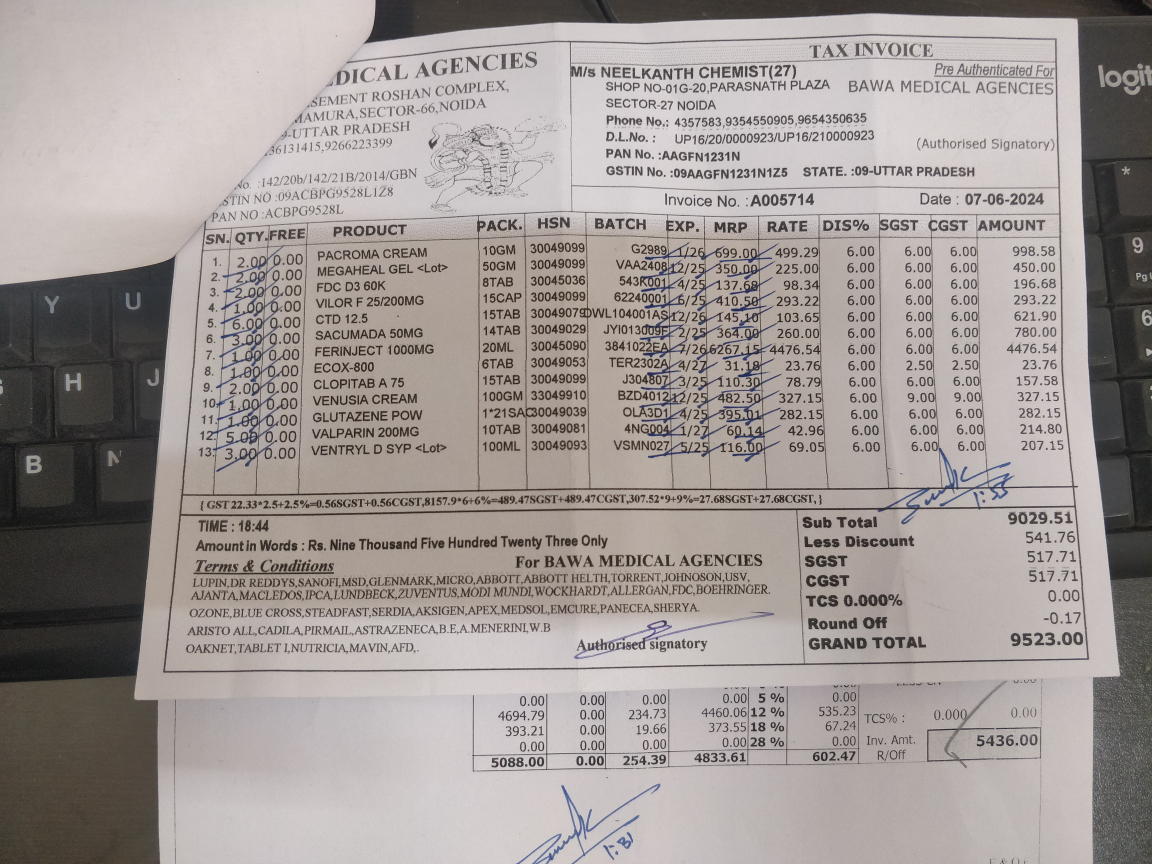 DICAL AGENCIES
SEMENT ROSHAN COMPLEX,
MAMURA,SECTOR-66,NOIDA
-UTTAR PRADESH
36131415,9266223399
No. :142/20b/142/21B/2014/GBN
STIN NO :09ACBPG9528L1Z8
PAN NO :ACBPG9528L
TAX INVOICE
M/s NEELKANTH CHEMIST(27)
SHOP NO-01G-20,PARASNATH PLAZA
SECTOR-27 NOIDA
Phone No.: 4357583,9354550905,9654350635
D.L.No. : UP16/20/0000923/UP16/210000923
PAN No. :AAGFN1231N
GSTIN No. :09AAGFN1231N1Z5 STATE. :09-UTTAR PRADESH
Pre Authenticated For
BAWA MEDICAL AGENCIES
(Authorised Signatory)
Invoice No. :A005714 Date : 07-06-2024
SN. QTY. FREE PRODUCT PACK. HSN BATCH EXP. MRP RATE DIS% SGST CGST AMOUNT
1. 2.00 0.00 PACROMA CREAM 10GM 30049099 G2989 1/26 699.00 499.29 6.00 6.00 6.00 998.58
2. 2.00 0.00 MEGAHEAL GEL <Lot> 50GM 30049099 VAA2408 12/25 350.00 225.00 6.00 6.00 6.00 450.00
3. 2.00 0.00 FDC D3 60K 8TAB 30045036 543K001 4/25 137.68 98.34 6.00 6.00 6.00 196.68
4. 1.00 0.00 VILOR F 25/200MG 15CAP 30049099 62240001 6/25 410.50 293.22 6.00 6.00 6.00 293.22
5. 6.00 0.00 CTD 12.5 15TAB 30049079 DWL104001AS 12/26 145.10 103.65 6.00 6.00 6.00 621.90
6. 3.00 0.00 SACUMADA 50MG 14TAB 30049029 JYI013009F 2/25 364.00 260.00 6.00 6.00 6.00 780.00
7. 1.00 0.00 FERINJECT 1000MG 20ML 30045090 3841022EA 7/26 6267.15 4476.54 6.00 6.00 6.00 4476.54
8. 1.00 0.00 ECOX-800 6TAB 30049053 TER2302A 4/27 31.18 23.76 6.00 2.50 2.50 23.76
9. 2.00 0.00 CLOPITAB A 75 15TAB 30049099 J304807 3/25 110.30 78.79 6.00 6.00 6.00 157.58
10. 1.00 0.00 VENUSIA CREAM 100GM 33049910 BZD4012 12/25 482.50 327.15 6.00 9.00 9.00 327.15
11. 1.00 0.00 GLUTAZENE POW 1*21SAC 30049039 OLA3D1 4/25 395.01 282.15 6.00 6.00 6.00 282.15
12. 5.00 0.00 VALPARIN 200MG 10TAB 30049081 4NG004 1/27 60.14 42.96 6.00 6.00 6.00 214.80
13. 3.00 0.00 VENTRYL D SYP <Lot> 100ML 30049093 VSMN027 5/25 116.00 69.05 6.00 6.00 6.00 207.15
{ GST 22.33*2.5+2.5%=0.56SGST+0.56CGST,8157.9*6+6%=489.47SGST+489.47CGST,307.52*9+9%=27.68SGST+27.68CGST, }
1:55
TIME : 18:44
Amount in Words : Rs. Nine Thousand Five Hundred Twenty Three Only
Terms & Conditions For BAWA MEDICAL AGENCIES
LUPIN,DR REDDYS,SANOFI,MSD,GLENMARK,MICRO,ABBOTT,ABBOTT HELTH,TORRENT,JOHNOSON,USV,
AJANTA,MACLEDOS,IPCA,LUNDBECK,ZUVENTUS,MODI MUNDI,WOCKHARDT,ALLERGAN,FDC,BOEHRINGER.
OZONE,BLUE CROSS,STEADFAST,SERDIA,AKSIGEN,APEX,MEDSOL,EMCURE,PANECEA,SHERYA.
ARISTO ALL,CADILA,PIRMAIL,ASTRAZENECA,B.E,A.MENERINI,W.B
OAKNET,TABLET I,NUTRICIA,MAVIN,AFD,.
Authorised signatory
Sub Total 9029.51
Less Discount 541.76
SGST 517.71
CGST 517.71
TCS 0.000% 0.00
Round Off -0.17
GRAND TOTAL 9523.00
0.00 0.00 0.00 0.00 5 % 0.00
4694.79 0.00 234.73 4460.06 12 % 535.23
393.21 0.00 19.66 373.55 18 % 67.24
0.00 0.00 0.00 0.00 28 % 0.00
5088.00 0.00 254.39 4833.61 602.47
TCS% : 0.000 0.00
Inv. Amt. 5436.00
R/Off
1:31
logit
Y U
H J
B N
*
9
Pg
6